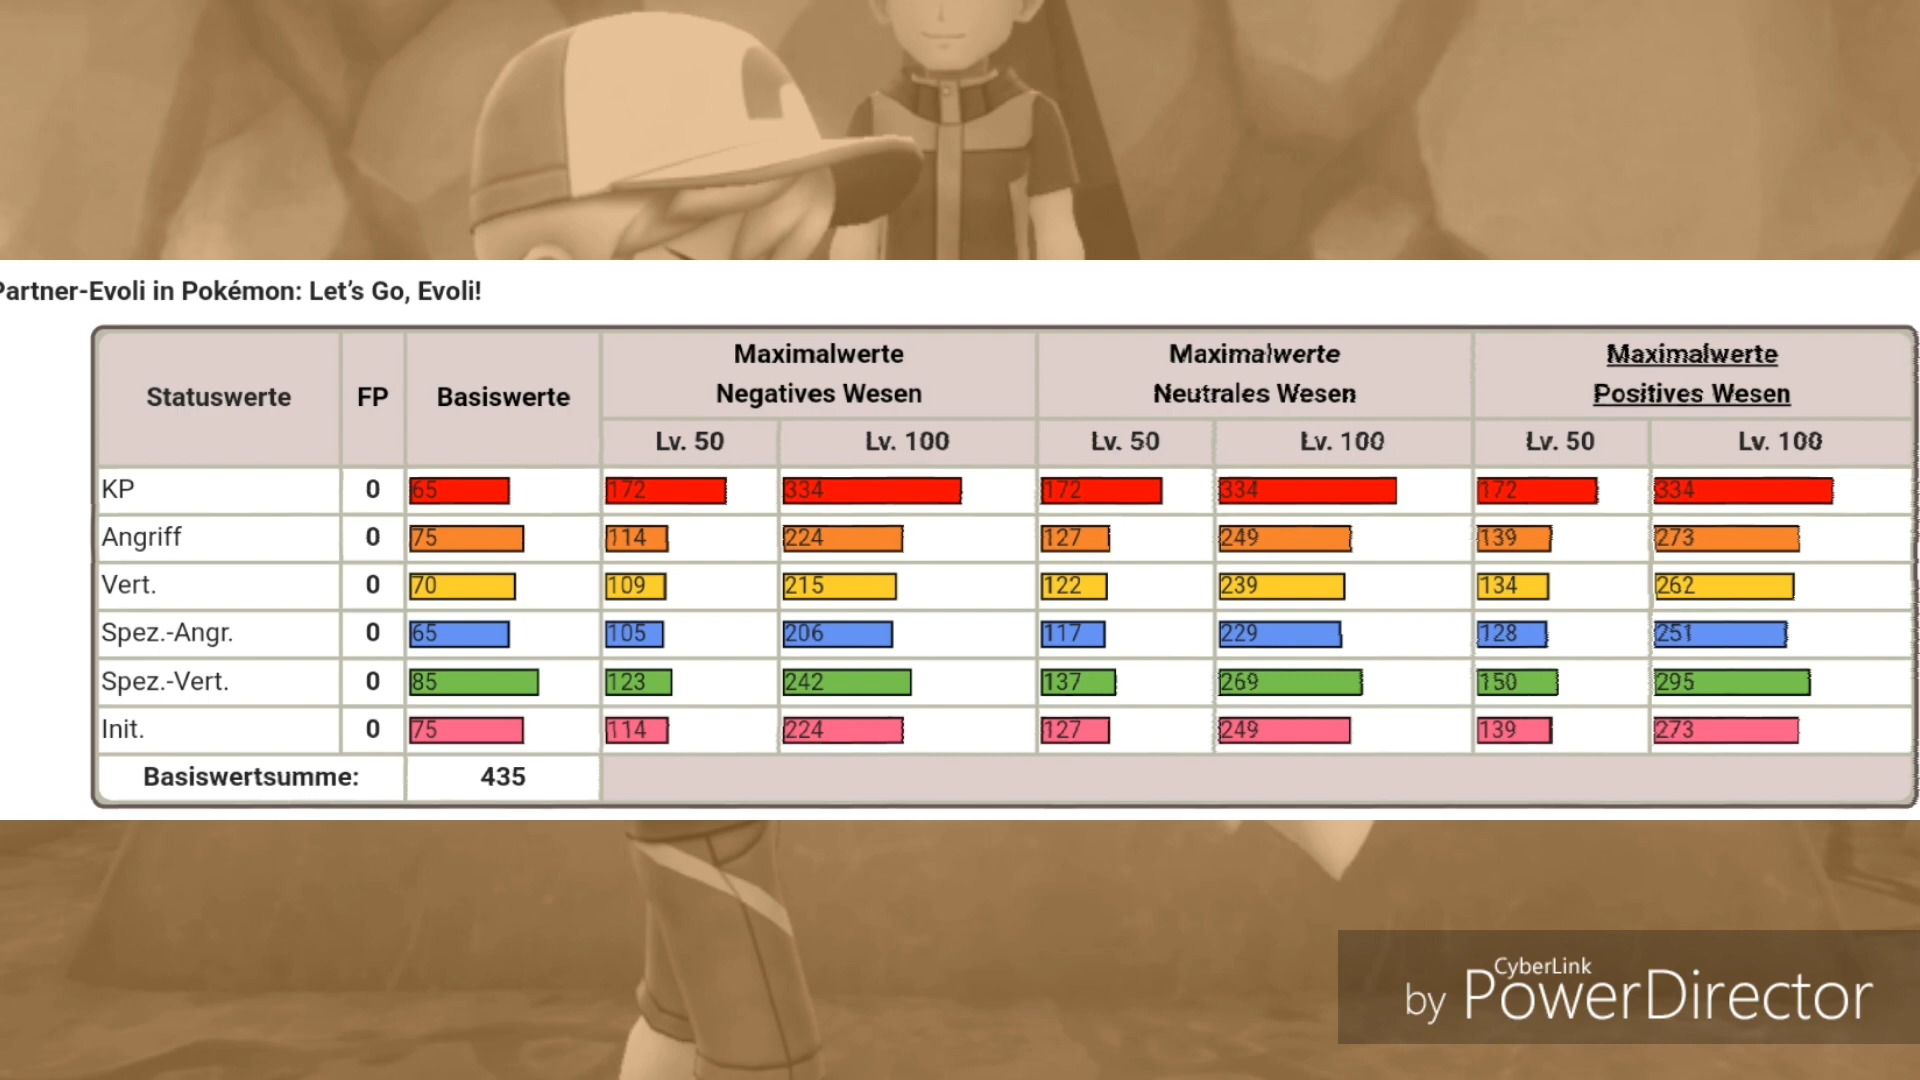 Partner-Evoli in Pokémon: Let's Go, Evoli!
Statuswerte FP Basiswerte Maximalwerte Negatives Wesen Maximalwerte Neutrales Wesen Maximalwerte Positives Wesen
Lv. 50 Lv. 100 Lv. 50 Lv. 100 Lv. 50 Lv. 100
KP 0 65 172 334 172 334 172 334
Angriff 0 75 114 224 127 249 139 273
Vert. 0 70 109 215 122 239 134 262
Spez.-Angr. 0 65 105 206 117 229 128 251
Spez.-Vert. 0 85 123 242 137 269 150 295
Init. 0 75 114 224 127 249 139 273
Basiswertsumme: 435
by CyberLink PowerDirector